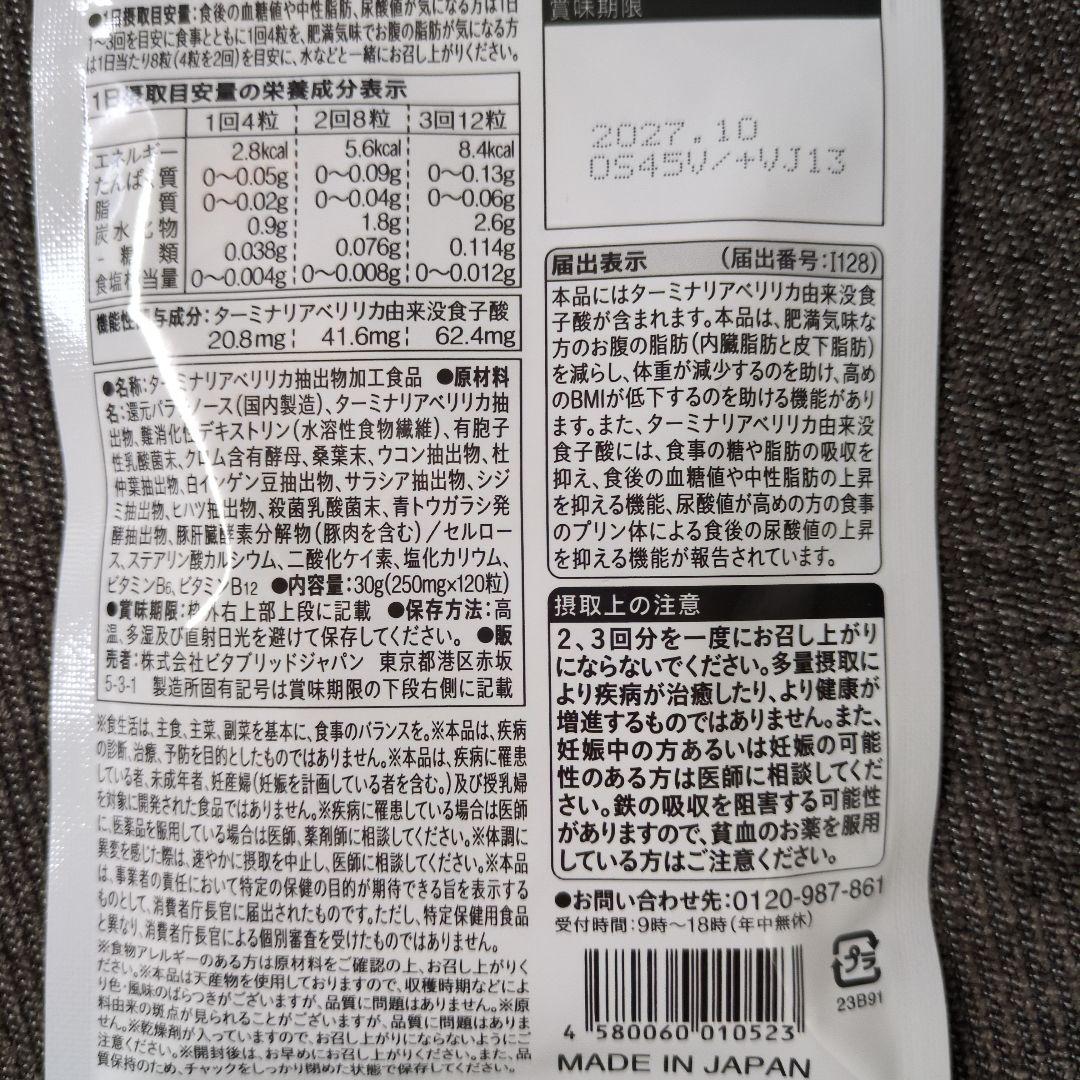 ●1日摂取目安量:食後の血糖値や中性脂肪、尿酸値が気になる方は1日
1〜3回を目安に食事とともに1回4粒を、肥満気味でお腹の脂肪が気になる方
は1日当たり8粒(4粒を2回)を目安に、水などと一緒にお召し上がりください。
1日摂取目安量の栄養成分表示
1回4粒 2回8粒 3回12粒
エネルギー 2.8kcal 5.6kcal 8.4kcal
たんぱく質 0〜0.05g 0〜0.09g 0〜0.13g
脂質 0〜0.02g 0〜0.04g 0〜0.06g
炭水化物 0.9g 1.8g 2.6g
- 糖類 0.038g 0.076g 0.114g
食塩相当量 0〜0.004g 0〜0.008g 0〜0.012g
機能性関与成分:ターミナリアベリリカ由来没食子酸
20.8mg 41.6mg 62.4mg
●名称:ターミナリアベリリカ抽出物加工食品 ●原材料
名:還元パラチノース(国内製造)、ターミナリアベリリカ抽
出物、難消化性デキストリン(水溶性食物繊維)、有胞子
性乳酸菌末、クロム含有酵母、桑葉末、ウコン抽出物、杜
仲葉抽出物、白インゲン豆抽出物、サラシア抽出物、シジ
ミ抽出物、ヒハツ抽出物、殺菌乳酸菌末、青トウガラシ発
酵抽出物、豚肝臓酵素分解物(豚肉を含む)/セルロー
ス、ステアリン酸カルシウム、二酸化ケイ素、塩化カリウム、
ビタミンB6、ビタミンB12 ●内容量:30g(250mg×120粒)
●賞味期限:枠外右上部上段に記載 ●保存方法:高
温、多湿及び直射日光を避けて保存してください。 ●販
売者:株式会社ビタブリッドジャパン 東京都港区赤坂
5-3-1 製造所固有記号は賞味期限の下段右側に記載
※食生活は、主食、主菜、副菜を基本に、食事のバランスを。※本品は、疾病
の診断、治療、予防を目的としたものではありません。※本品は、疾病に罹患
している者、未成年者、妊産婦(妊娠を計画している者を含む。)及び授乳婦
を対象に開発された食品ではありません。※疾病に罹患している場合は医師
に、医薬品を服用している場合は医師、薬剤師に相談してください。※体調に
異変を感じた際は、速やかに摂取を中止し、医師に相談してください。※本品
は、事業者の責任において特定の保健の目的が期待できる旨を表示する
ものとして、消費者庁長官に届出されたものです。ただし、特定保健用食品
と異なり、消費者庁長官による個別審査を受けたものではありません。
※食物アレルギーのある方は原材料をご確認の上、お召し上がりく
ださい。※本品は天産物を使用しておりますので、収穫時期などによ
り色・風味のばらつきがございますが、品質に問題はありません。※原
料由来の斑点が見られることがございますが、品質に問題はありま
せん。※乾燥剤が入っていますので、お召し上がりにならないようにご
注意ください。※開封後は、お早めにお召し上がりください。また、品
質保持のため、チャックをしっかり閉めた状態で保存してください。
賞味期限
2027.10
OS45V/+VJ13
届出表示 (届出番号:I128)
本品にはターミナリアベリリカ由来没食
子酸が含まれます。本品は、肥満気味な
方のお腹の脂肪(内臓脂肪と皮下脂肪)
を減らし、体重が減少するのを助け、高め
のBMIが低下するのを助ける機能があり
ます。また、ターミナリアベリリカ由来没
食子酸には、食事の糖や脂肪の吸収を
抑え、食後の血糖値や中性脂肪の上昇
を抑える機能、尿酸値が高めの方の食事
のプリン体による食後の尿酸値の上昇
を抑える機能が報告されています。
摂取上の注意
2、3回分を一度にお召し上がり
にならないでください。多量摂取に
より疾病が治癒したり、より健康が
増進するものではありません。また、
妊娠中の方あるいは妊娠の可能
性のある方は医師に相談してくだ
さい。鉄の吸収を阻害する可能性
がありますので、貧血のお薬を服用
している方はご注意ください。
●お問い合わせ先:0120-987-861
受付時間:9時〜18時(年中無休)
プラ
23B91
4 580060 010523
MADE IN JAPAN